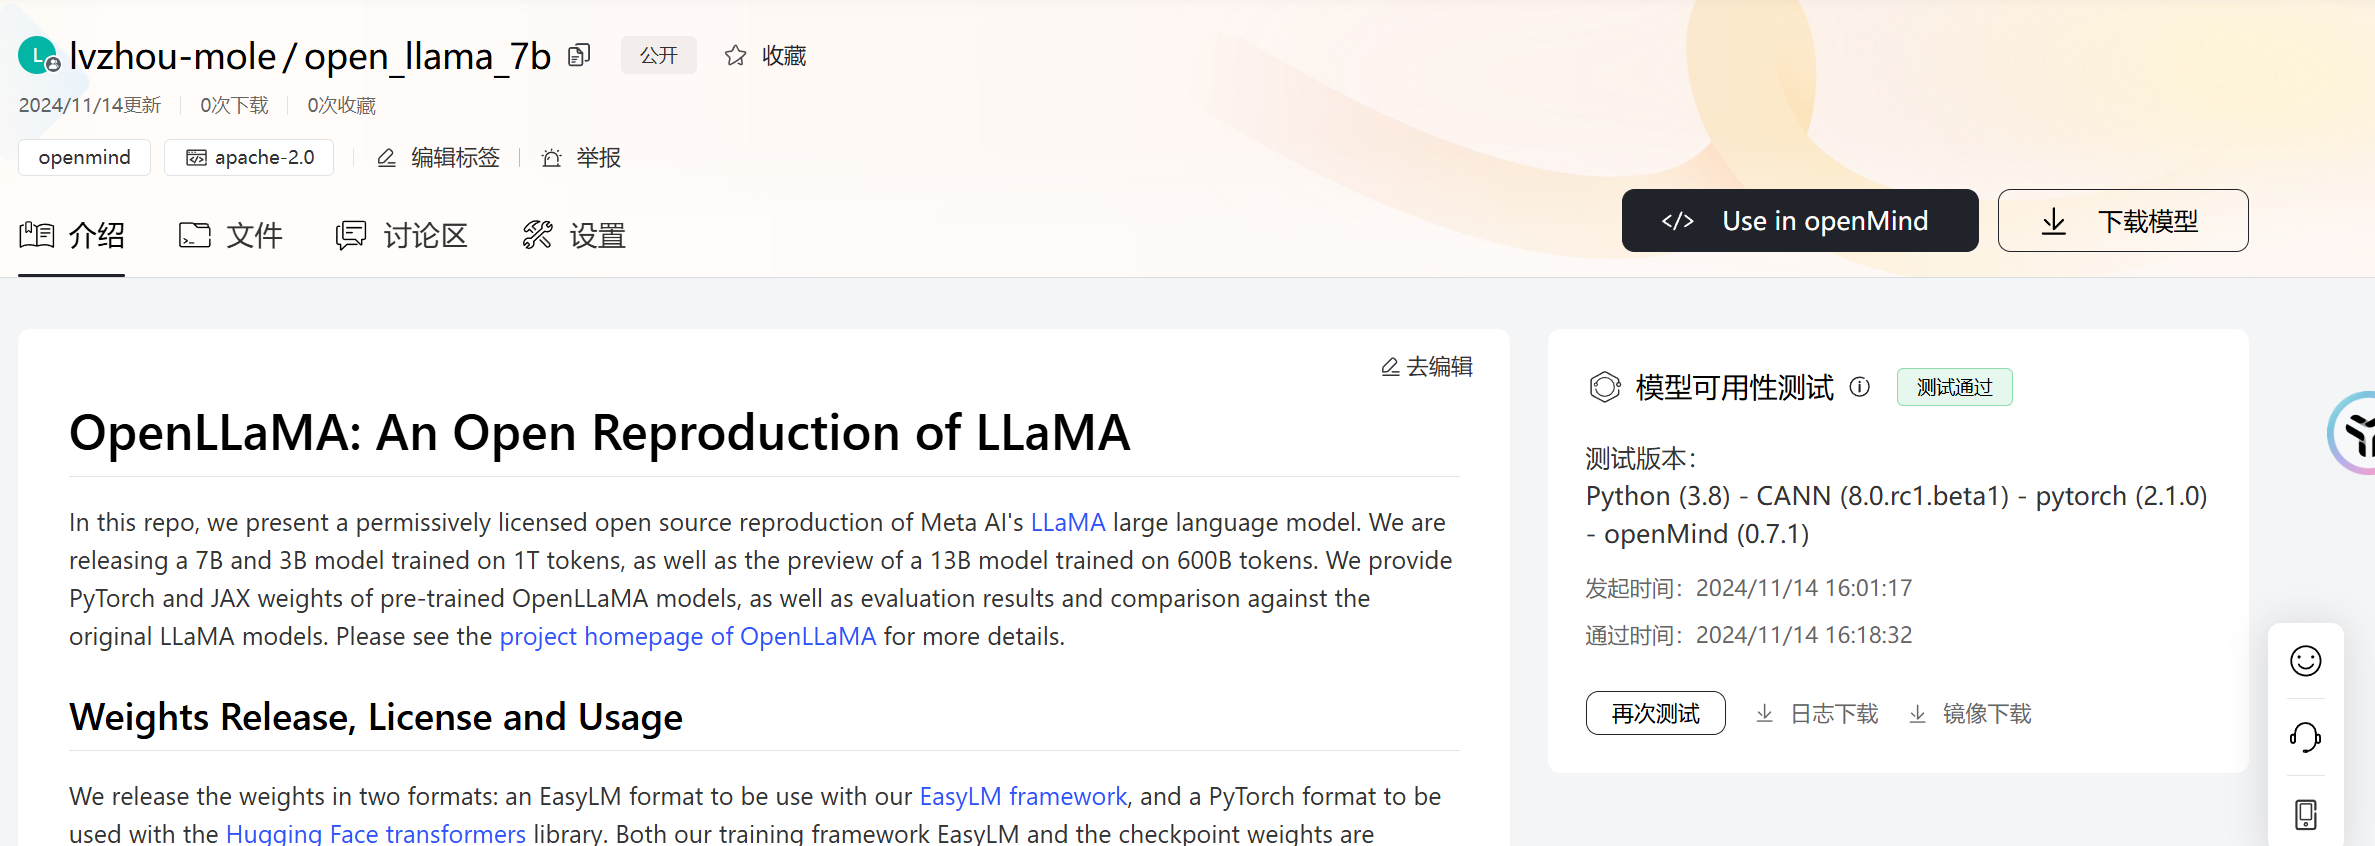 L lvzhou-mole / open_llama_7b 公开 收藏
2024/11/14更新 0次下载 0次收藏
openmind apache-2.0 编辑标签 举报
介绍 文件 讨论区 设置 </> Use in openMind 下载模型
去编辑
OpenLLaMA: An Open Reproduction of LLaMA
In this repo, we present a permissively licensed open source reproduction of Meta AI's LLaMA large language model. We are
releasing a 7B and 3B model trained on 1T tokens, as well as the preview of a 13B model trained on 600B tokens. We provide
PyTorch and JAX weights of pre-trained OpenLLaMA models, as well as evaluation results and comparison against the
original LLaMA models. Please see the project homepage of OpenLLaMA for more details.
Weights Release, License and Usage
We release the weights in two formats: an EasyLM format to be use with our EasyLM framework, and a PyTorch format to be
used with the Hugging Face transformers library. Both our training framework EasyLM and the checkpoint weights are
模型可用性测试 测试通过
测试版本：
Python (3.8) - CANN (8.0.rc1.beta1) - pytorch (2.1.0)
- openMind (0.7.1)
发起时间：2024/11/14 16:01:17
通过时间：2024/11/14 16:18:32
再次测试 日志下载 镜像下载